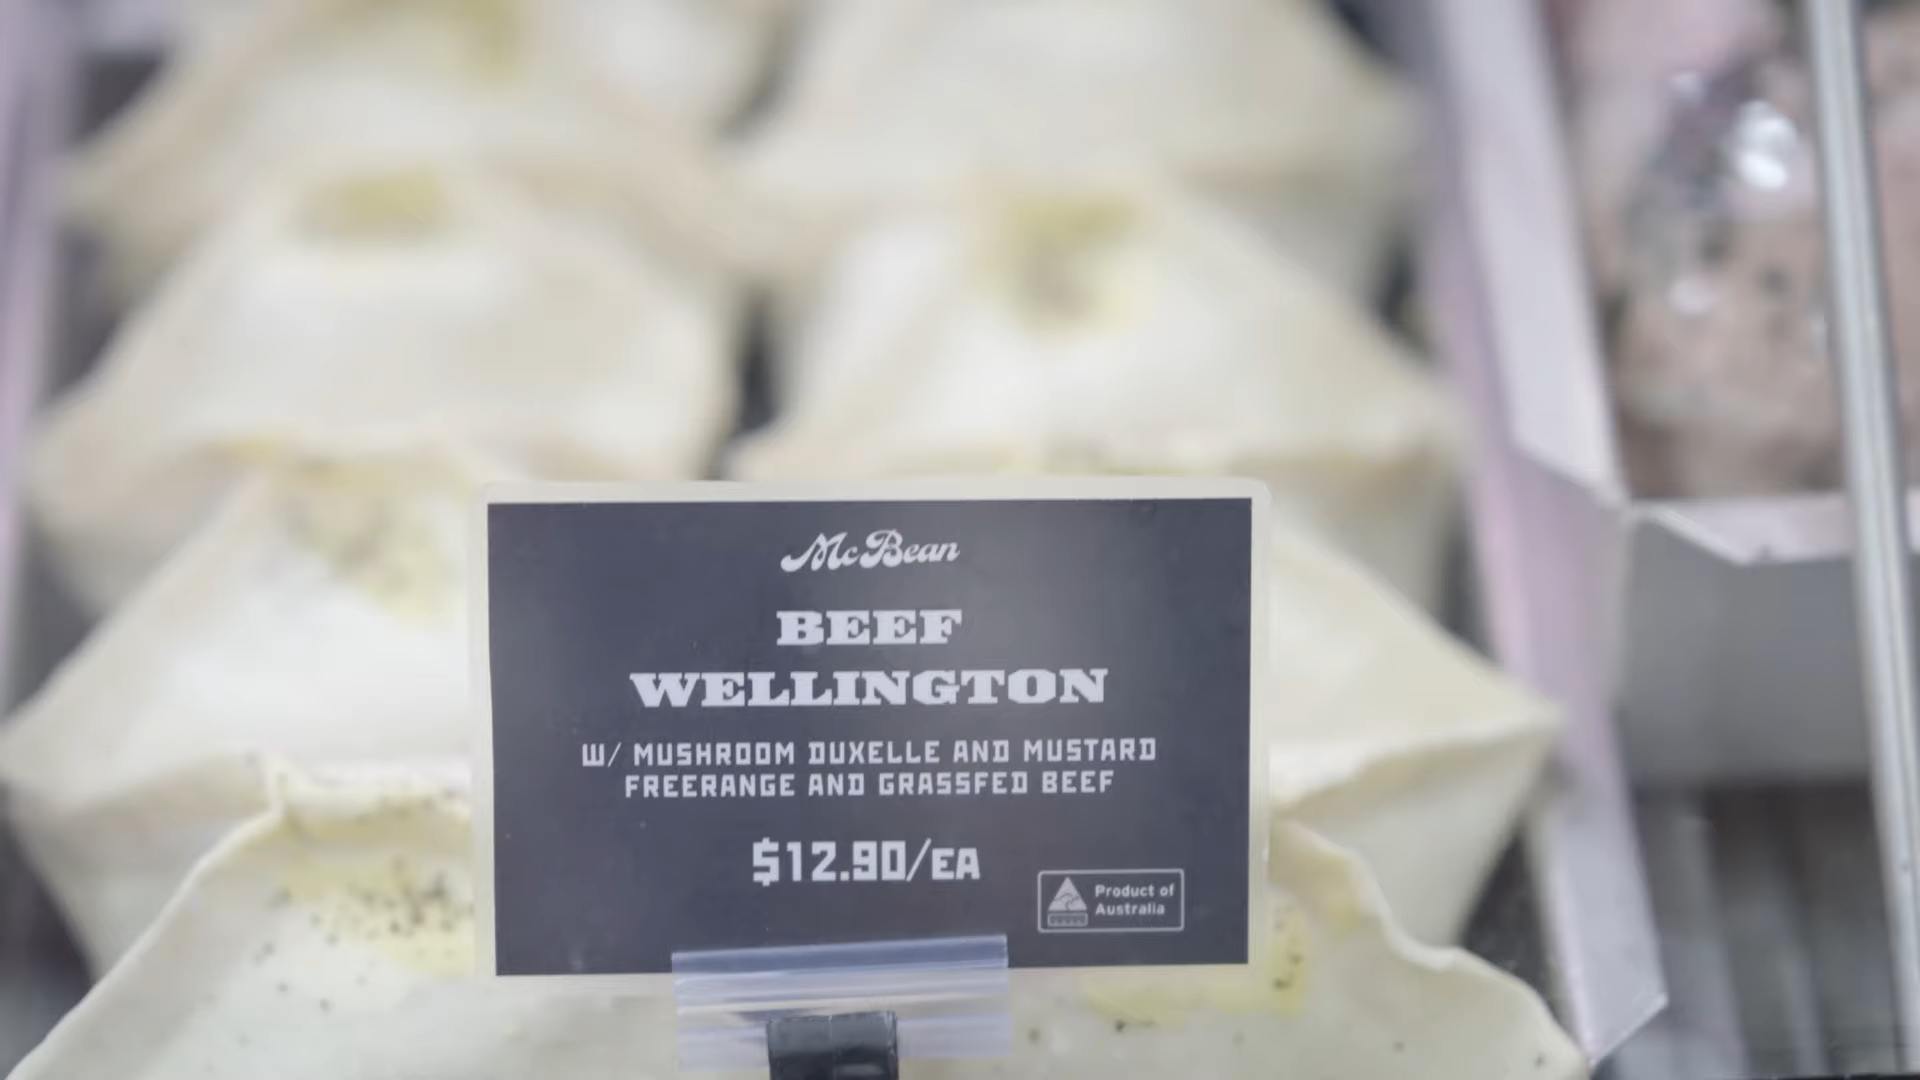 McBean
BEEF
WELLINGTON
W/ MUSHROOM DUXELLE AND MUSTARD
FREERANGE AND GRASSFED BEEF
$12.90/EA
Product of
Australia